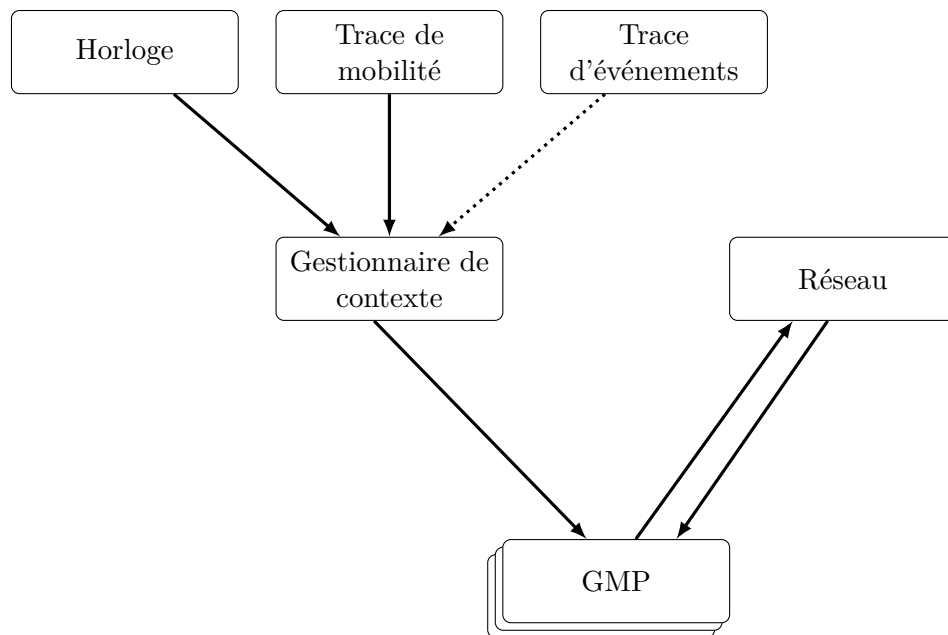 Horloge
Trace de
mobilité
Trace
d'événements
Gestionnaire de
contexte
Réseau
GMP